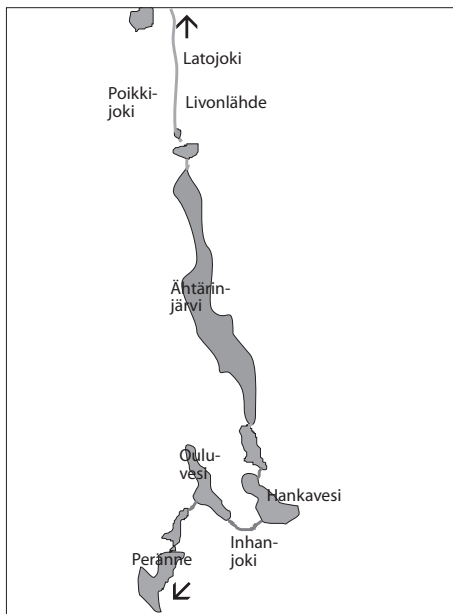 Latojoki
Poikki-
joki
Livonlähde
Ähtärin-
järvi
Oulu-
vesi
Hankavesi
Inhan-
joki
Peränne